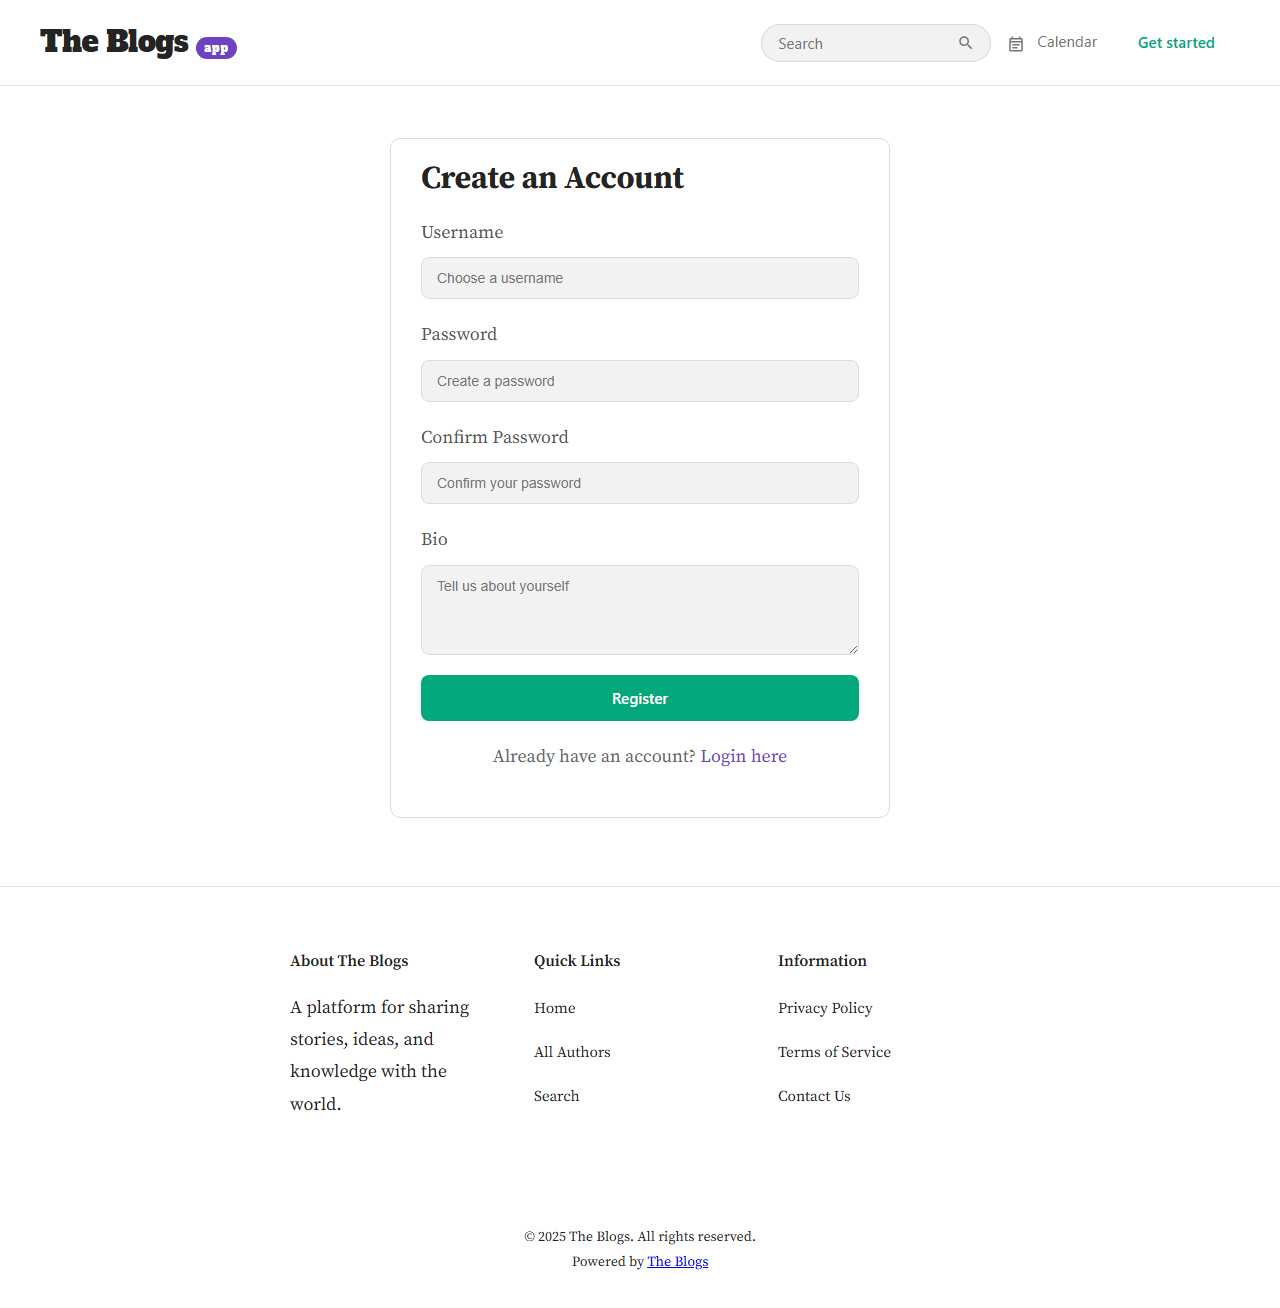 The Blogs app
Search
Calendar
Get started
Create an Account
Username
Choose a username
Password
Create a password
Confirm Password
Confirm your password
Bio
Tell us about yourself
Register
Already have an account? Login here
About The Blogs
A platform for sharing
stories, ideas, and
knowledge with the
world.
Quick Links
Home
All Authors
Search
Information
Privacy Policy
Terms of Service
Contact Us
© 2025 The Blogs. All rights reserved.
Powered by The Blogs